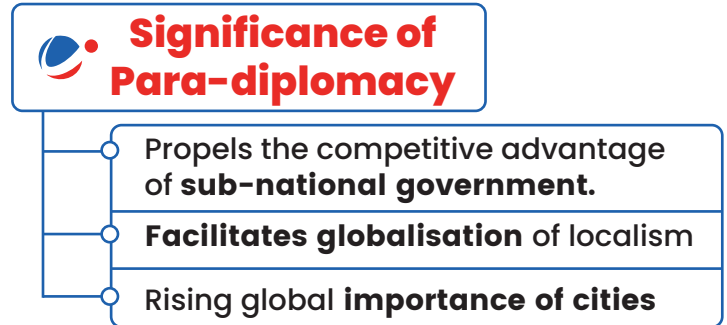 Significance of
Para-diplomacy
Propels the competitive advantage
of sub-national government.
Facilitates globalisation of localism
Rising global importance of cities